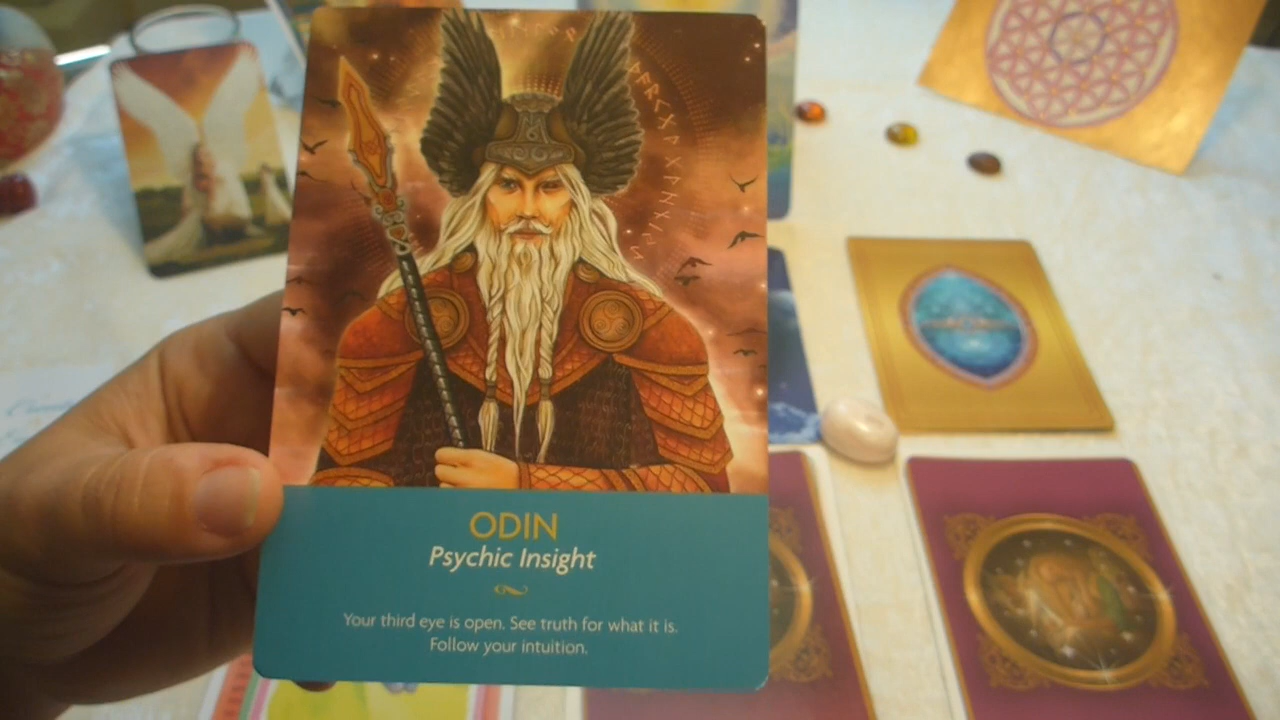 ODIN
Psychic Insight
Your third eye is open. See truth for what it is.
Follow your intuition.